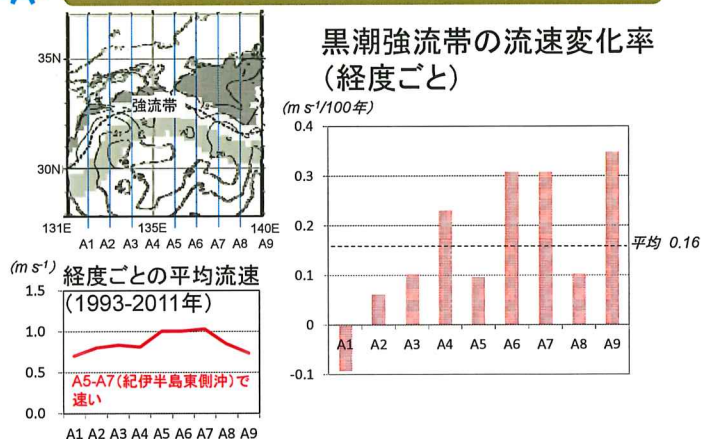 黒潮強流帯の流速変化率
（経度ごと）
35N
30N
強流帯
131E 135E 140E
A1 A2 A3 A4 A5 A6 A7 A8 A9
(m s⁻¹/100年)
0.4
0.3
0.2
0.1
0
-0.1
平均 0.16
A1 A2 A3 A4 A5 A6 A7 A8 A9
(m s⁻¹)
経度ごとの平均流速
(1993-2011年)
1.5
1.0
0.5
0.0
A5-A7(紀伊半島東側沖)で
速い
A1 A2 A3 A4 A5 A6 A7 A8 A9